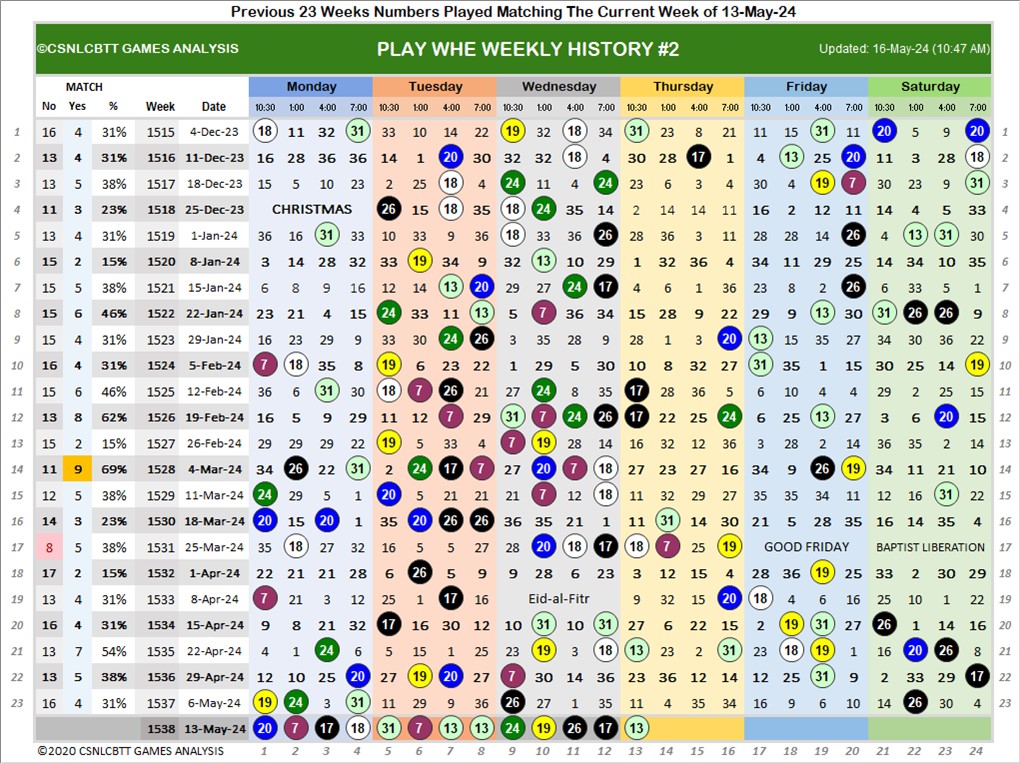 Previous 23 Weeks Numbers Played Matching The Current Week of 13-May-24
©CSNLCBTT GAMES ANALYSIS PLAY WHE WEEKLY HISTORY #2 Updated: 16-May-24 (10:47 AM)
MATCH Monday Tuesday Wednesday Thursday Friday Saturday
No Yes % Week Date 10:30 1:00 4:00 7:00 10:30 1:00 4:00 7:00 10:30 1:00 4:00 7:00 10:30 1:00 4:00 7:00 10:30 1:00 4:00 7:00 10:30 1:00 4:00 7:00
1 16 4 31% 1515 4-Dec-23 18 11 32 31 33 10 14 22 19 32 18 34 31 23 8 21 11 15 31 11 20 5 9 20 1
2 13 4 31% 1516 11-Dec-23 16 28 36 36 14 1 20 30 32 32 18 4 30 28 17 1 4 13 25 20 11 3 28 18 2
3 13 5 38% 1517 18-Dec-23 15 5 10 23 2 25 18 4 24 11 4 24 23 6 3 4 30 4 19 7 30 23 9 31 3
4 11 3 23% 1518 25-Dec-23 CHRISTMAS 26 15 18 35 18 24 35 14 2 14 14 11 16 2 12 11 14 4 5 33 4
5 13 4 31% 1519 1-Jan-24 36 16 31 33 10 33 9 36 18 33 36 26 28 36 3 11 28 28 14 26 4 13 31 30 5
6 15 2 15% 1520 8-Jan-24 3 14 28 32 33 19 34 9 32 13 10 29 1 32 36 4 34 11 29 25 14 34 10 35 6
7 15 5 38% 1521 15-Jan-24 6 8 9 16 12 14 13 20 29 27 24 17 4 6 1 36 23 8 2 26 6 33 5 1 7
8 15 6 46% 1522 22-Jan-24 23 21 4 15 24 33 11 13 5 7 36 34 15 28 9 22 29 9 13 30 31 26 26 9 8
9 15 4 31% 1523 29-Jan-24 16 23 29 9 33 30 24 26 3 35 28 9 28 1 3 20 13 15 35 27 34 30 36 22 9
10 16 4 31% 1524 5-Feb-24 7 18 35 8 19 6 23 22 1 29 5 30 10 8 32 27 31 35 1 15 30 25 14 19 10
11 15 6 46% 1525 12-Feb-24 36 3 31 30 18 7 26 21 27 24 8 35 17 28 36 5 6 10 4 4 29 2 25 15 11
12 13 8 62% 1526 19-Feb-24 16 5 9 29 11 12 7 29 31 7 24 26 17 22 25 24 6 25 13 27 3 6 20 15 12
13 15 2 15% 1527 26-Feb-24 29 29 29 22 19 5 33 4 7 19 28 14 16 32 12 36 3 28 2 14 36 35 2 14 13
14 11 9 69% 1528 4-Mar-24 34 26 22 31 2 24 17 7 27 20 7 18 27 23 27 16 34 9 26 19 34 11 21 10 14
15 12 5 38% 1529 11-Mar-24 24 29 5 1 20 5 21 21 21 7 12 18 11 32 29 27 35 35 34 11 12 16 31 22 15
16 14 3 23% 1530 18-Mar-24 20 15 20 1 35 20 26 26 36 35 21 1 11 31 14 30 21 5 28 35 16 14 35 4 16
17 8 5 38% 1531 25-Mar-24 35 18 27 32 16 5 5 27 28 20 18 17 18 7 25 19 GOOD FRIDAY BAPTIST LIBERATION 17
18 17 2 15% 1532 1-Apr-24 22 21 21 28 6 26 5 9 9 28 6 23 3 12 15 4 28 36 19 25 33 2 30 29 18
19 13 4 31% 1533 8-Apr-24 7 21 3 12 25 1 17 16 Eid-al-Fitr 9 32 15 20 18 4 6 16 25 10 1 22 19
20 16 4 31% 1534 15-Apr-24 9 8 21 32 17 16 30 12 10 31 10 31 27 6 22 15 2 19 31 27 26 1 14 16 20
21 13 7 54% 1535 22-Apr-24 4 1 24 6 5 15 1 25 23 19 3 18 13 23 2 31 23 18 19 1 16 20 26 8 21
22 13 5 38% 1536 29-Apr-24 12 10 25 20 27 19 20 27 7 30 14 36 23 36 12 14 12 25 31 9 2 33 29 17 22
23 16 4 31% 1537 6-May-24 19 24 3 31 11 29 9 36 26 27 1 35 11 4 35 34 16 9 6 10 14 26 30 4 23
1538 13-May-24 20 7 17 18 31 7 13 13 24 19 26 17 13
©2020 CSNLCBTT GAMES ANALYSIS 1 2 3 4 5 6 7 8 9 10 11 12 13 14 15 16 17 18 19 20 21 22 23 24